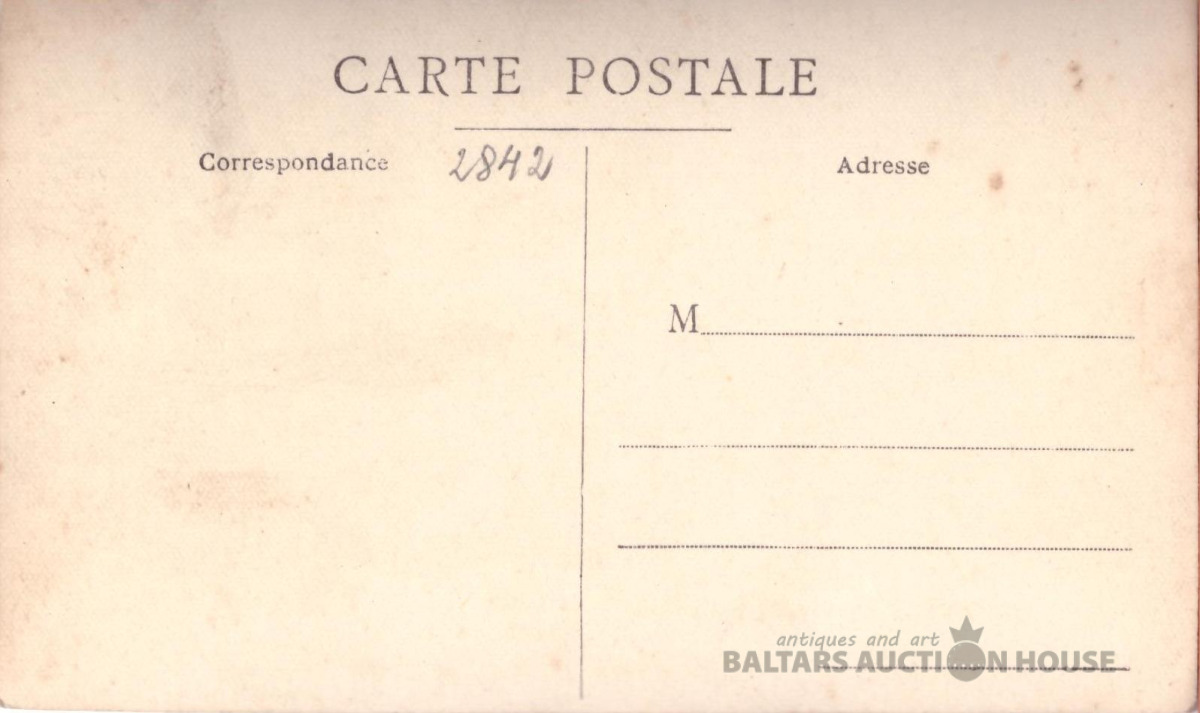 CARTE POSTALE
Correspondance
2842
Adresse
M
antiques and art
BALTARS AUCTION HOUSE